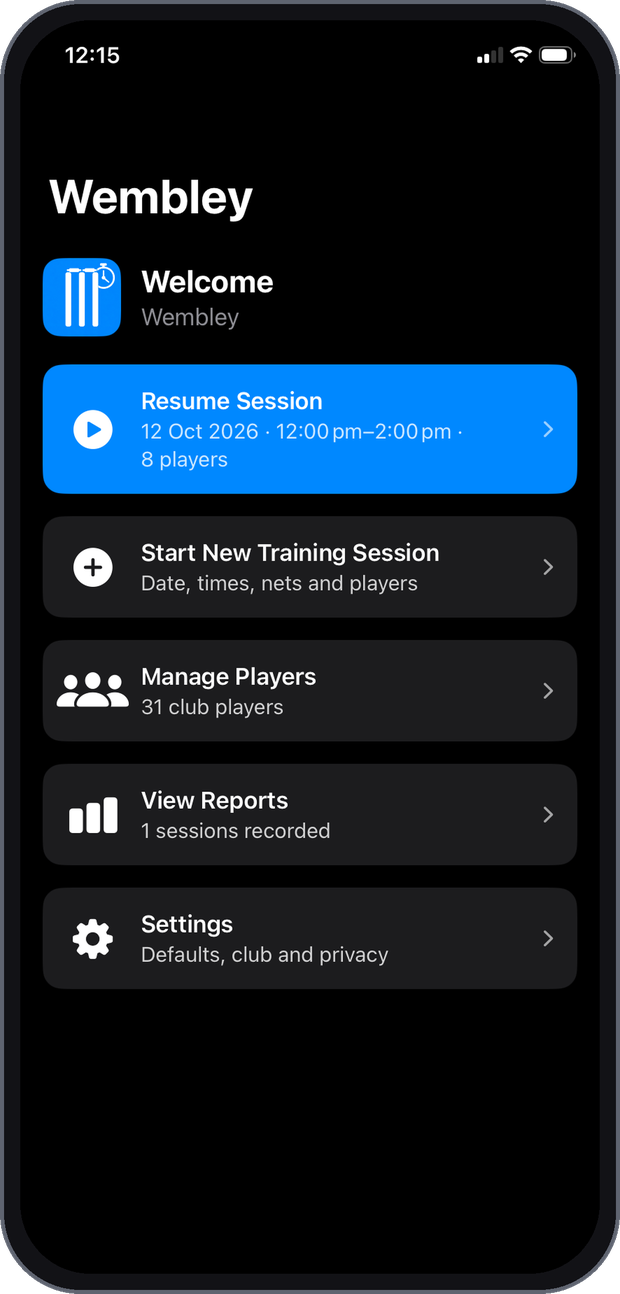 12:15
Wembley
Welcome
Wembley
Resume Session
12 Oct 2026 · 12:00 pm–2:00 pm ·
8 players
Start New Training Session
Date, times, nets and players
Manage Players
31 club players
View Reports
1 sessions recorded
Settings
Defaults, club and privacy